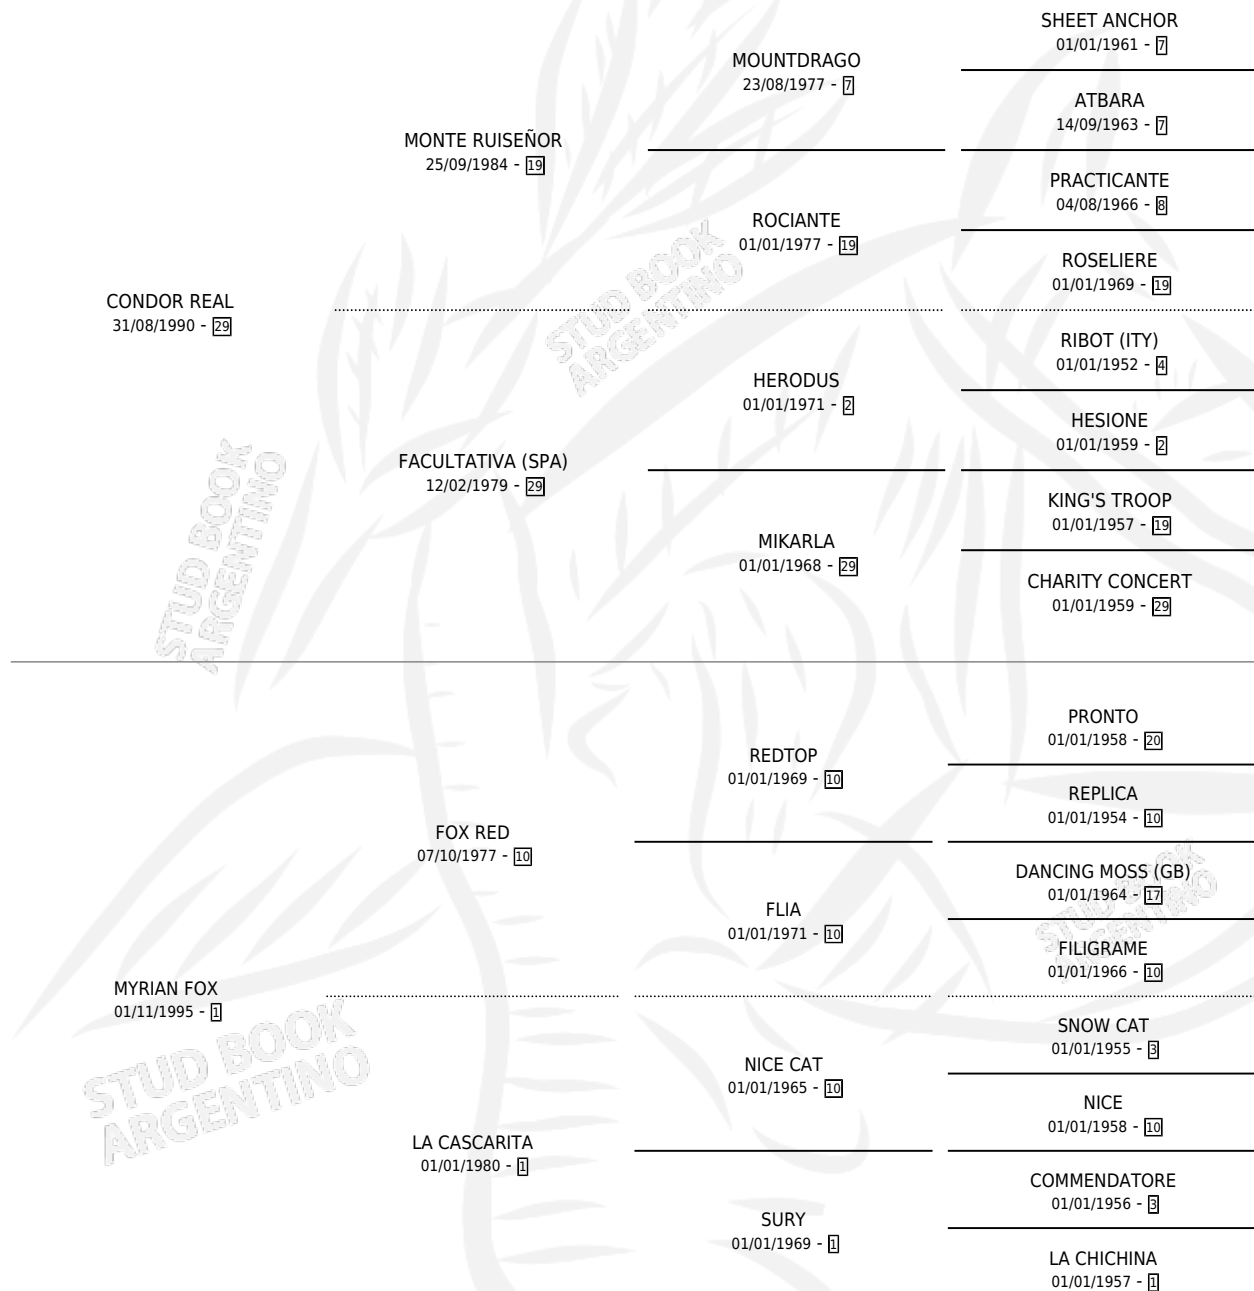 SHEET ANCHOR
01/01/1961 - 7
MOUNTDRAGO
23/08/1977 - 7
ATBARA
14/09/1963 - 7
MONTE RUISEÑOR
25/09/1984 - 19
PRACTICANTE
04/08/1966 - 8
ROCIANTE
01/01/1977 - 19
ROSELIERE
01/01/1969 - 19
CONDOR REAL
31/08/1990 - 29
STUD BOOK
ARGENTINO
RIBOT (ITY)
01/01/1952 - 4
HERODUS
01/01/1971 - 2
HESIONE
01/01/1959 - 2
FACULTATIVA (SPA)
12/02/1979 - 29
KING'S TROOP
01/01/1957 - 19
MIKARLA
01/01/1968 - 29
CHARITY CONCERT
01/01/1959 - 29
STUD BOOK
ARGENTINO
PRONTO
01/01/1958 - 20
REDTOP
01/01/1969 - 10
REPLICA
01/01/1954 - 10
FOX RED
07/10/1977 - 10
DANCING MOSS (GB)
01/01/1964 - 17
FLIA
01/01/1971 - 10
STUD BOOK
ARGENTINO
FILIGRAME
01/01/1966 - 10
MYRIAN FOX
01/11/1995 - 1
SNOW CAT
01/01/1955 - 3
NICE CAT
01/01/1965 - 10
NICE
01/01/1958 - 10
STUD BOOK
ARGENTINO
LA CASCARITA
01/01/1980 - 1
COMMENDATORE
01/01/1956 - 3
SURY
01/01/1969 - 1
LA CHICHINA
01/01/1957 - 1